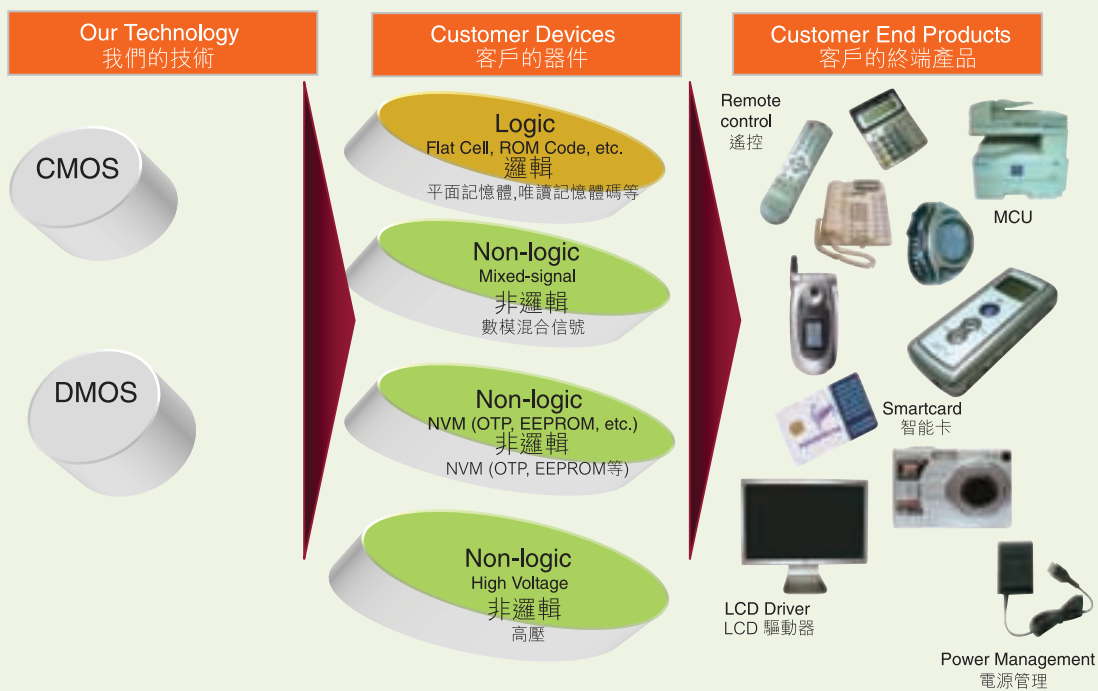 Our Technology
我們的技術
CMOS
DMOS
Customer Devices
客戶的器件
Logic
Flat Cell, ROM Code, etc.
邏輯
平面記憶體,唯讀記憶體碼等
Non-logic
Mixed-signal
非邏輯
數模混合信號
Non-logic
NVM (OTP, EEPROM, etc.)
非邏輯
NVM (OTP, EEPROM等)
Non-logic
High Voltage
非邏輯
高壓
Customer End Products
客戶的終端產品
Remote
control
遙控
MCU
Smartcard
智能卡
LCD Driver
LCD 驅動器
Power Management
電源管理